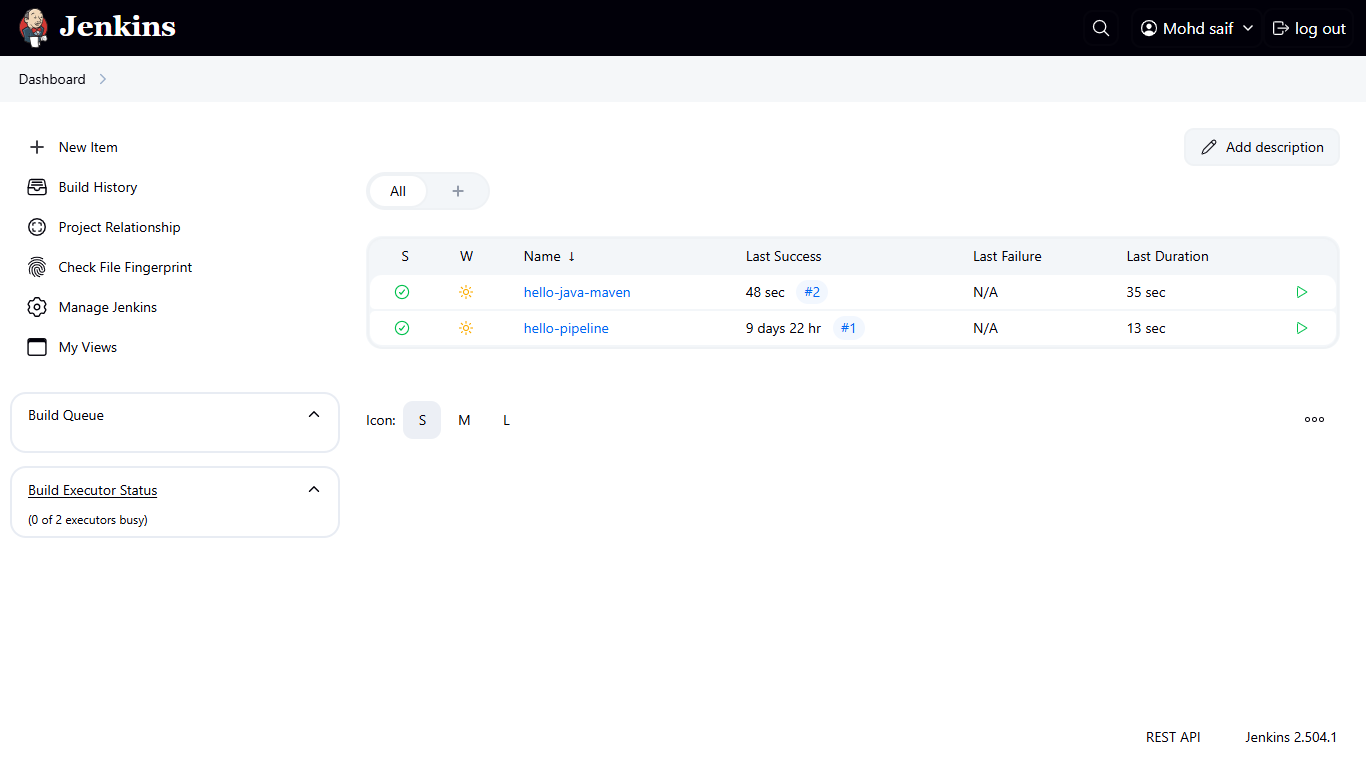 Jenkins
Mohd saif
log out
Dashboard
New Item
Build History
Project Relationship
Check File Fingerprint
Manage Jenkins
My Views
Build Queue
Build Executor Status
(0 of 2 executors busy)
Add description
All +
S W Name ↓ Last Success Last Failure Last Duration
hello-java-maven 48 sec #2 N/A 35 sec
hello-pipeline 9 days 22 hr #1 N/A 13 sec
Icon: S M L
REST API Jenkins 2.504.1